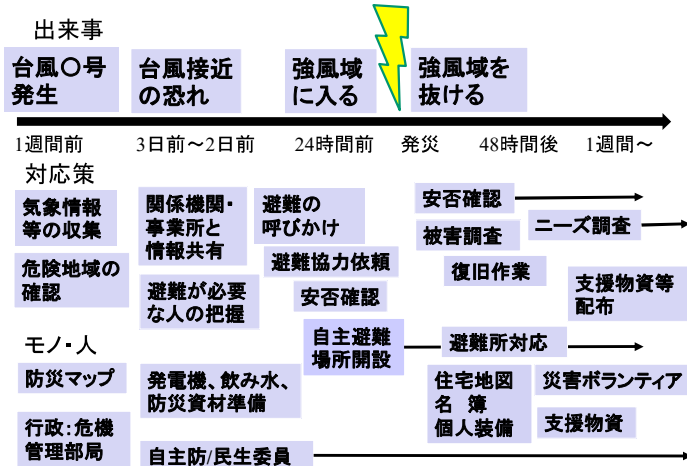 出来事
台風〇号
発生
台風接近
の恐れ
強風域
に入る
強風域を
抜ける
1週間前
3日前～2日前
24時間前
発災
48時間後
1週間～
対応策
気象情報
等の収集
危険地域の
確認
関係機関・
事業所と
情報共有
避難が必要
な人の把握
避難の
呼びかけ
避難協力依頼
安否確認
安否確認
被害調査
ニーズ調査
復旧作業
支援物資等
配布
モノ・人
自主避難
場所開設
避難所対応
防災マップ
行政：危機
管理部局
発電機、飲み水、
防災資材準備
自主防/民生委員
住宅地図
名　簿
個人装備
災害ボランティア
支援物資